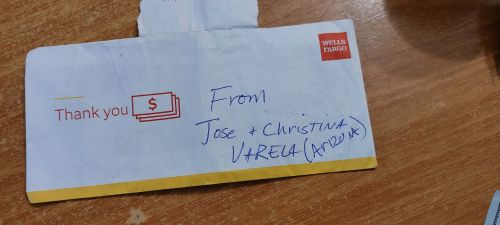 WELLS
FARGO
Thank you $
From
Jose + Christina
VARELA (Arizona)